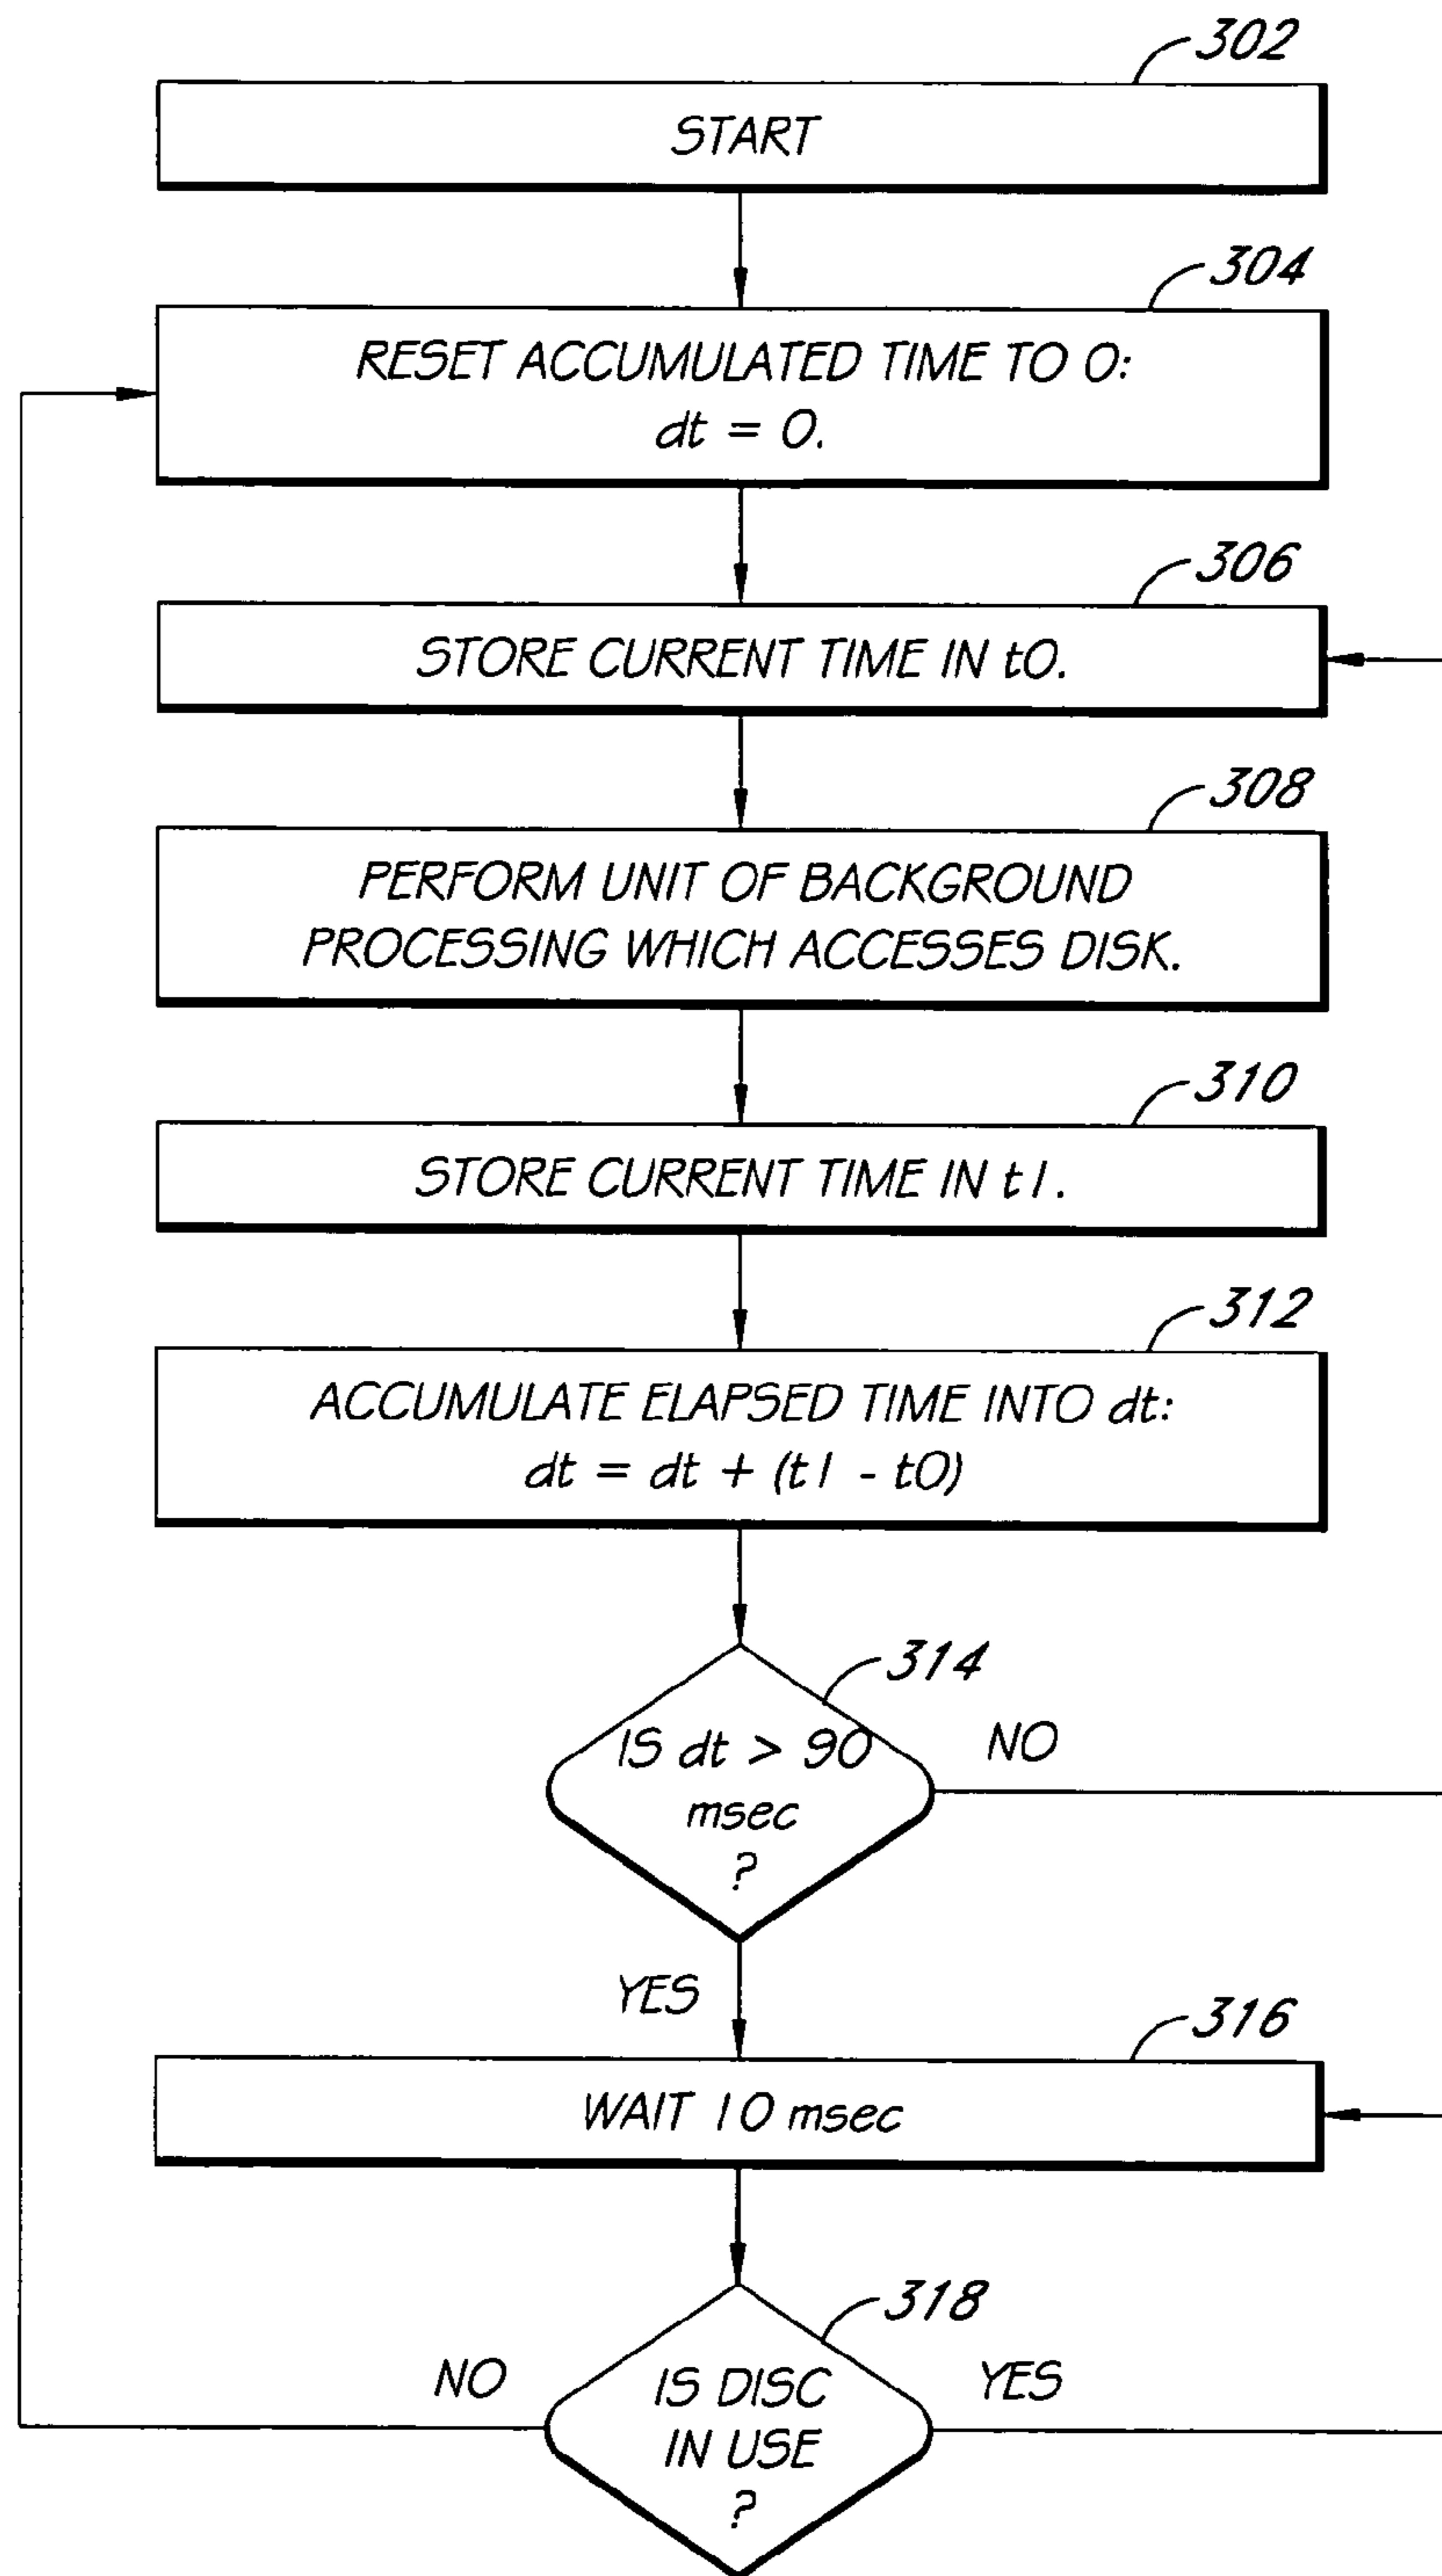 302
START
304
RESET ACCUMULATED TIME TO 0:
dt = 0.
306
STORE CURRENT TIME IN t0.
308
PERFORM UNIT OF BACKGROUND
PROCESSING WHICH ACCESSES DISK.
310
STORE CURRENT TIME IN t1.
312
ACCUMULATE ELAPSED TIME INTO dt:
dt = dt + (t1 - t0)
314
IS dt > 90
msec
?
NO
YES
316
WAIT 10 msec
318
NO
IS DISC
IN USE
?
YES